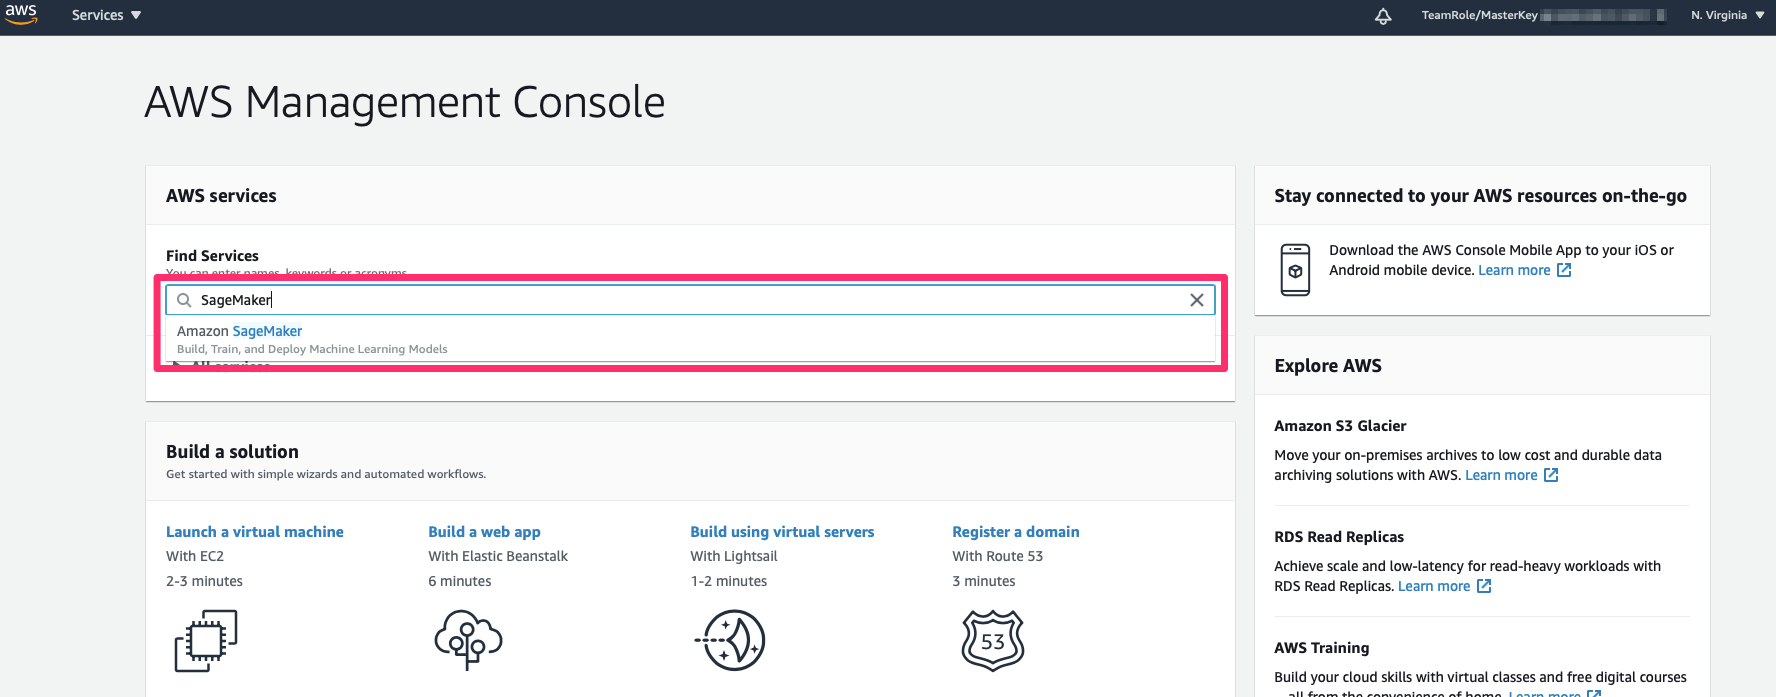 aws
Services
TeamRole/MasterKey
N. Virginia
AWS Management Console
AWS services
Find Services
You can enter names, keywords or acronyms.
SageMaker
Amazon SageMaker
Build, Train, and Deploy Machine Learning Models
All services
Build a solution
Get started with simple wizards and automated workflows.
Launch a virtual machine
With EC2
2-3 minutes
Build a web app
With Elastic Beanstalk
6 minutes
Build using virtual servers
With Lightsail
1-2 minutes
Register a domain
With Route 53
3 minutes
53
Stay connected to your AWS resources on-the-go
Download the AWS Console Mobile App to your iOS or
Android mobile device. Learn more
Explore AWS
Amazon S3 Glacier
Move your on-premises archives to low cost and durable data
archiving solutions with AWS. Learn more
RDS Read Replicas
Achieve scale and low-latency for read-heavy workloads with
RDS Read Replicas. Learn more
AWS Training
Build your cloud skills with virtual classes and free digital courses
all from the convenience of home. Learn more